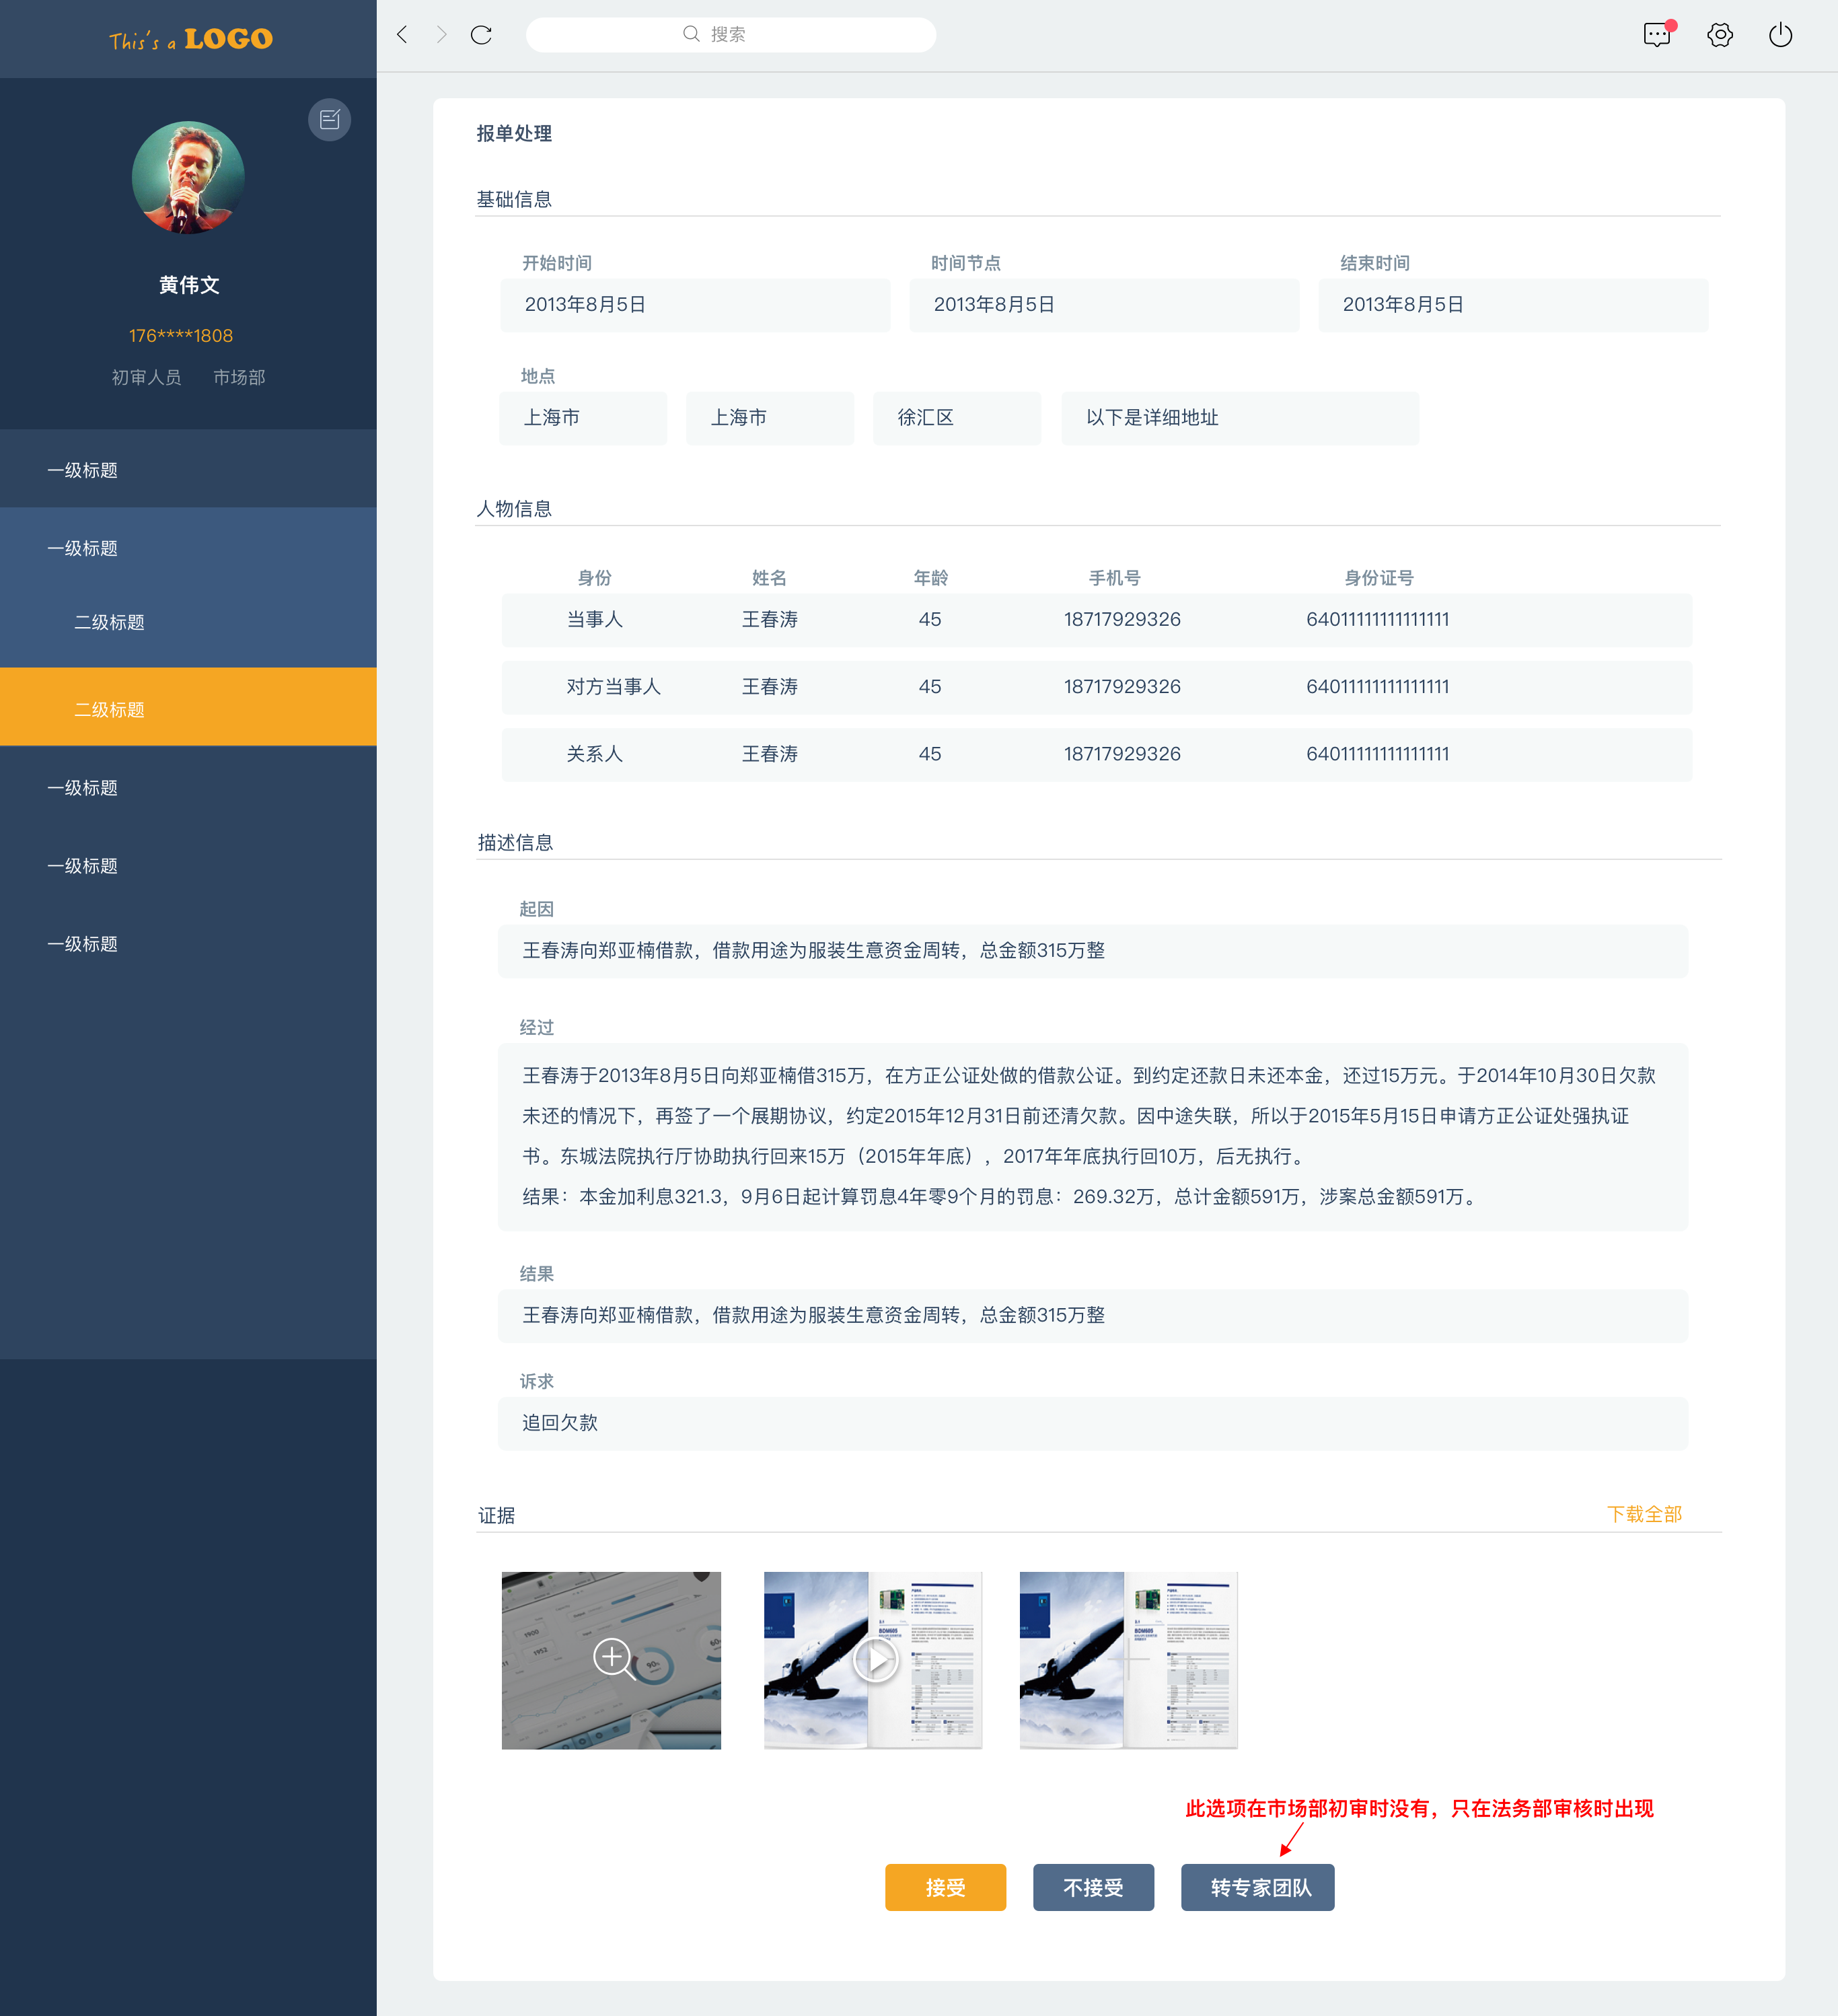 This's a LOGO
搜索
黄伟文
176****1808
初审人员 市场部
一级标题
一级标题
二级标题
二级标题
一级标题
一级标题
一级标题
报单处理
基础信息
开始时间 时间节点 结束时间
2013年8月5日 2013年8月5日 2013年8月5日
地点
上海市 上海市 徐汇区 以下是详细地址
人物信息
身份 姓名 年龄 手机号 身份证号
当事人 王春涛 45 18717929326 64011111111111111
对方当事人 王春涛 45 18717929326 64011111111111111
关系人 王春涛 45 18717929326 64011111111111111
描述信息
起因
王春涛向郑亚楠借款，借款用途为服装生意资金周转，总金额315万整
经过
王春涛于2013年8月5日向郑亚楠借315万，在方正公证处做的借款公证。到约定还款日未还本金，还过15万元。于2014年10月30日欠款
未还的情况下，再签了一个展期协议，约定2015年12月31日前还清欠款。因中途失联，所以于2015年5月15日申请方正公证处强执证
书。东城法院执行厅协助执行回来15万（2015年年底），2017年年底执行回10万，后无执行。
结果：本金加利息321.3，9月6日起计算罚息4年零9个月的罚息：269.32万，总计金额591万，涉案总金额591万。
结果
王春涛向郑亚楠借款，借款用途为服装生意资金周转，总金额315万整
诉求
追回欠款
证据 下载全部
1900
1952
90%
BDM605
BDM605
此选项在市场部初审时没有，只在法务部审核时出现
接受 不接受 转专家团队